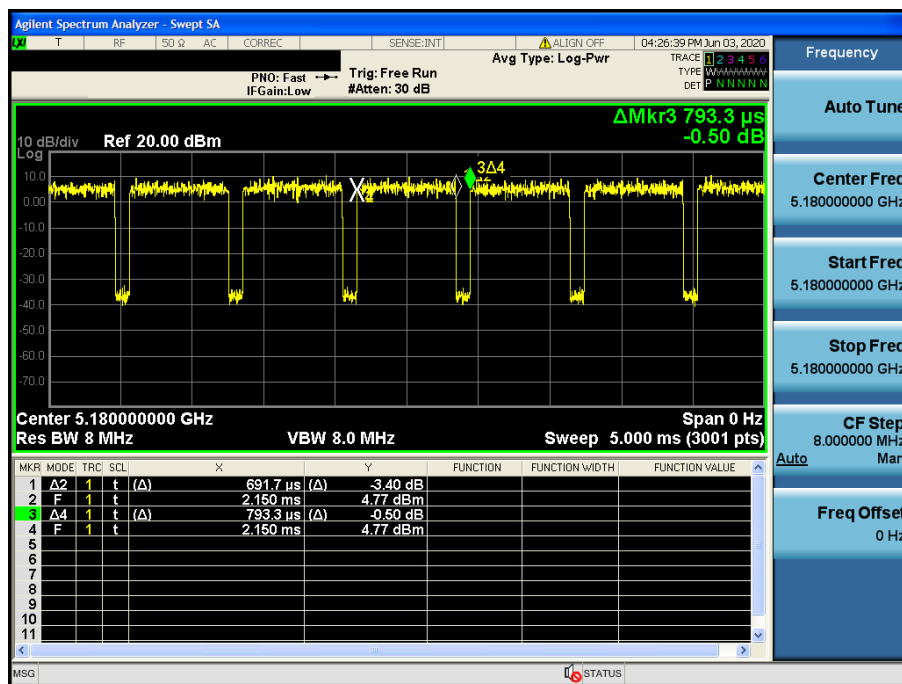 Agilent Spectrum Analyzer - Swept SA
LXI T RF 50 Ω AC CORREC SENSE:INT ALIGN OFF 04:26:39 PM Jun 03, 2020
Avg Type: Log-Pwr TRACE 1 2 3 4 5 6
PNO: Fast Trig: Free Run TYPE W
IFGain:Low #Atten: 30 dB DET P N N N N N
Frequency
Auto Tune
Center Freq
5.180000000 GHz
Start Freq
5.180000000 GHz
Stop Freq
5.180000000 GHz
CF Step
8.000000 MHz
Auto Man
Freq Offset
0 Hz
ΔMkr3 793.3 µs
-0.50 dB
10 dB/div Ref 20.00 dBm
Log
10.0
0.00
-10.0
-20.0
-30.0
-40.0
-50.0
-60.0
-70.0
3Δ4
Center 5.180000000 GHz Span 0 Hz
Res BW 8 MHz VBW 8.0 MHz Sweep 5.000 ms (3001 pts)
MKR MODE TRC SCL X Y FUNCTION FUNCTION WIDTH FUNCTION VALUE
1 Δ2 1 t (Δ) 691.7 µs (Δ) -3.40 dB
2 F 1 t 2.150 ms 4.77 dBm
3 Δ4 1 t (Δ) 793.3 µs (Δ) -0.50 dB
4 F 1 t 2.150 ms 4.77 dBm
5
6
7
8
9
10
11
MSG STATUS